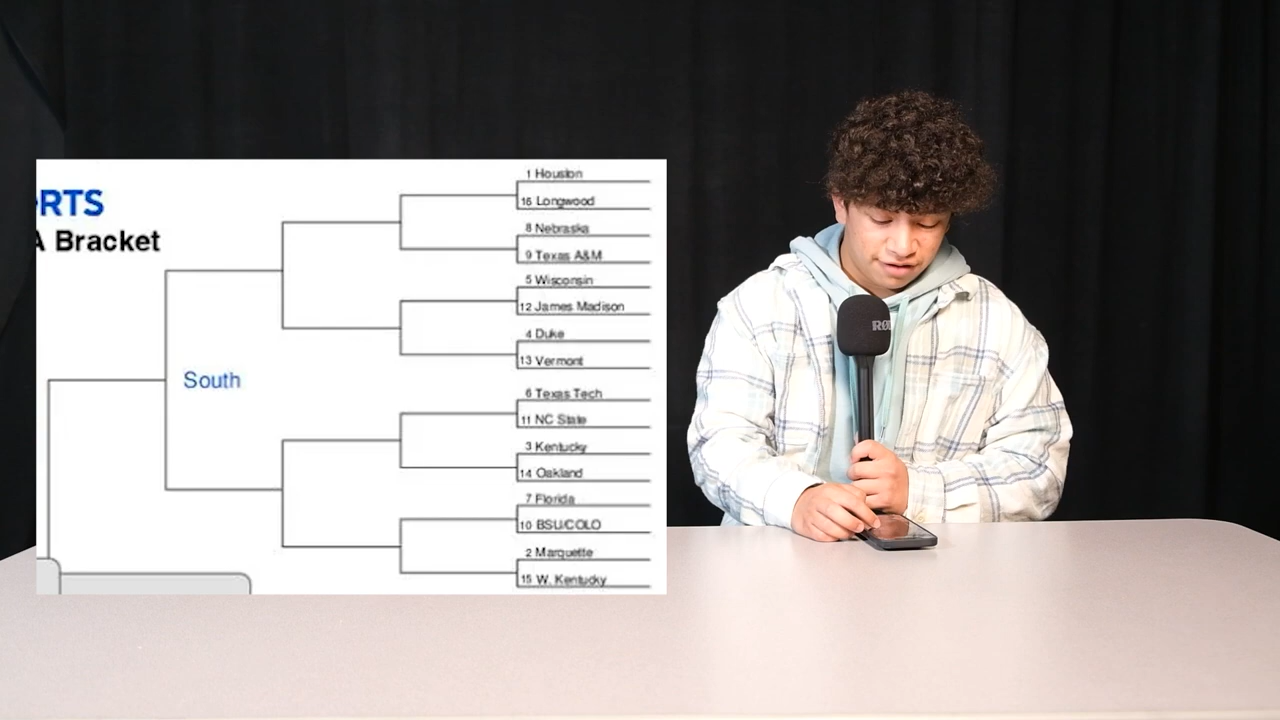 RTS
A Bracket
South
1 Houston
16 Longwood
8 Nebraska
9 Texas A&M
5 Wisconsin
12 James Madison
4 Duke
13 Vermont
6 Texas Tech
11 NC State
3 Kentucky
14 Oakland
7 Florida
10 BSU/COLO
2 Marquette
15 W. Kentucky
RØDE